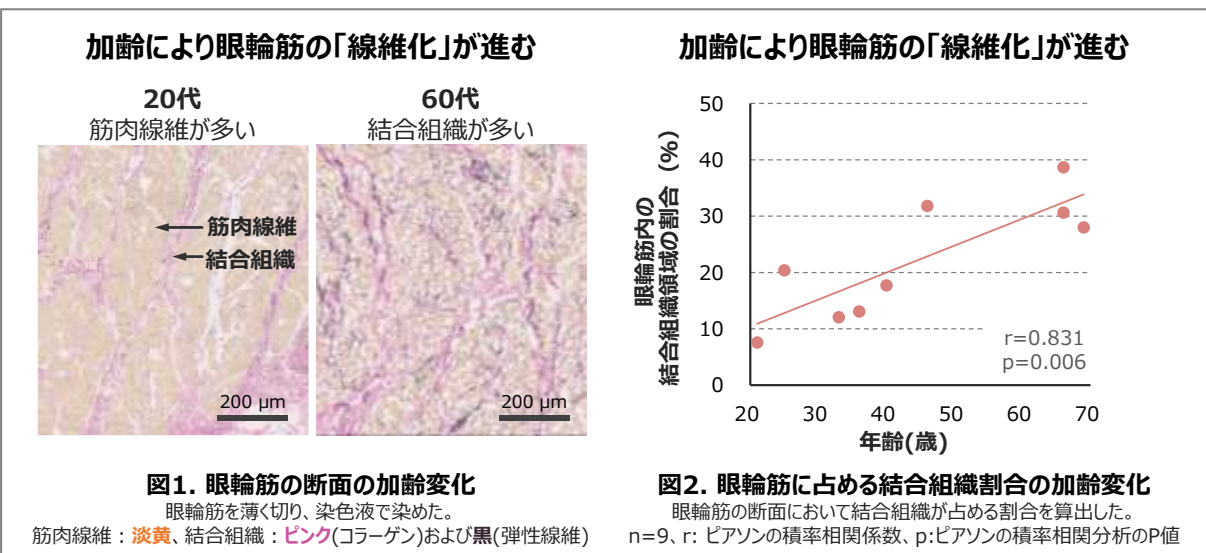 加齢により眼輪筋の「線維化」が進む
20代
筋肉線維が多い
60代
結合組織が多い
筋肉線維
結合組織
200 µm
200 µm
図1. 眼輪筋の断面の加齢変化
眼輪筋を薄く切り、染色液で染めた。
筋肉線維：淡黄、結合組織：ピンク(コラーゲン)および黒(弾性線維)
加齢により眼輪筋の「線維化」が進む
眼輪筋内の
結合組織領域の割合（%）
50
40
30
20
10
0
r=0.831
p=0.006
20 30 40 50 60 70
年齢(歳)
図2. 眼輪筋に占める結合組織割合の加齢変化
眼輪筋の断面において結合組織が占める割合を算出した。
n=9、r: ピアソンの積率相関係数、p:ピアソンの積率相関分析のP値